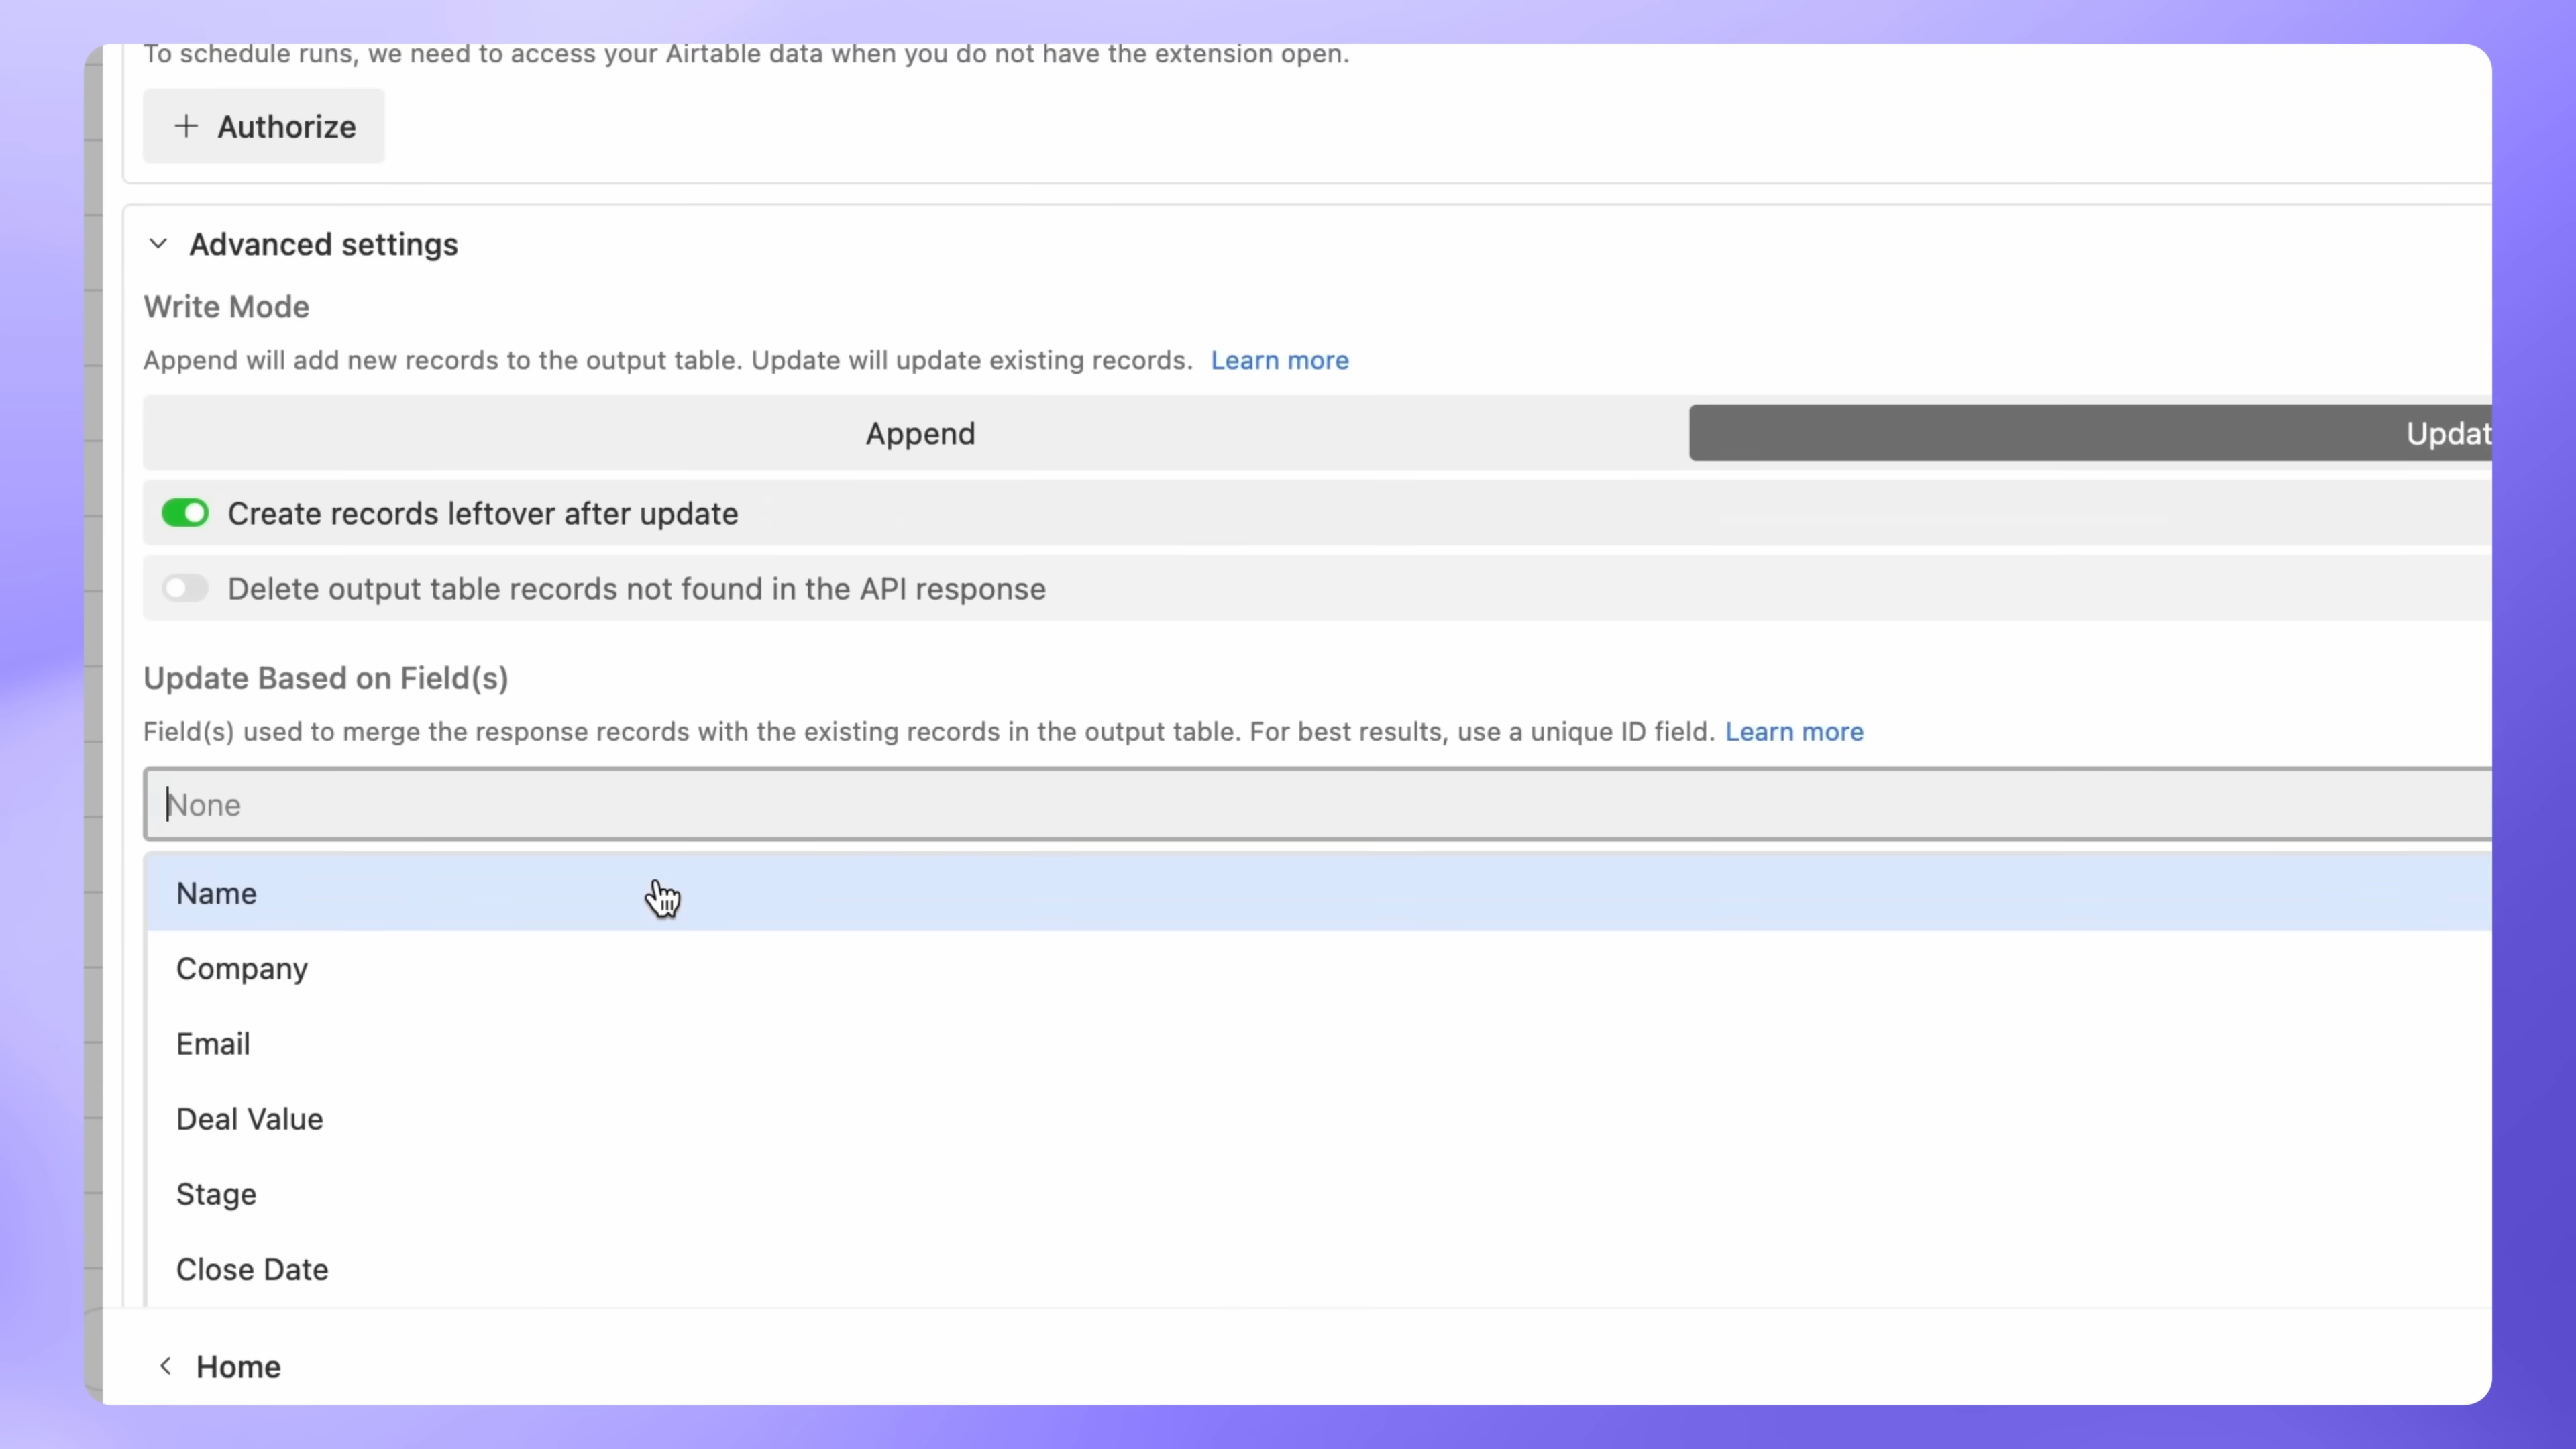 To schedule runs, we need to access your Airtable data when you do not have the extension open.
+ Authorize
Advanced settings
Write Mode
Append will add new records to the output table. Update will update existing records. Learn more
Append
Updat
Create records leftover after update
Delete output table records not found in the API response
Update Based on Field(s)
Field(s) used to merge the response records with the existing records in the output table. For best results, use a unique ID field. Learn more
None
Name
Company
Email
Deal Value
Stage
Close Date
Home